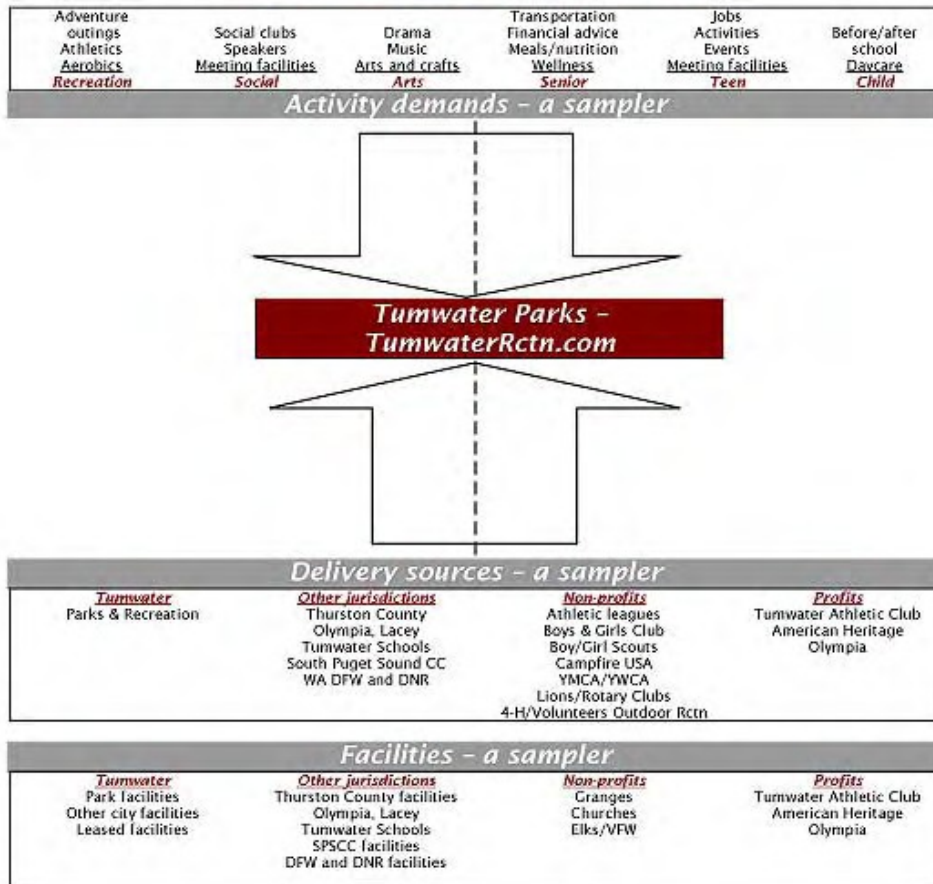 Adventure
outings
Athletics
Aerobics
Recreation
Social clubs
Speakers
Meeting facilities
Social
Drama
Music
Arts and crafts
Arts
Transportation
Financial advice
Meals/nutrition
Wellness
Senior
Jobs
Activities
Events
Meeting facilities
Teen
Before/after
school
Daycare
Child
Activity demands – a sampler
Tumwater Parks –
TumwaterRctn.com
Delivery sources – a sampler
Tumwater
Parks & Recreation
Other jurisdictions
Thurston County
Olympia, Lacey
Tumwater Schools
South Puget Sound CC
WA DFW and DNR
Non-profits
Athletic leagues
Boys & Girls Club
Boy/Girl Scouts
Campfire USA
YMCA/YWCA
Lions/Rotary Clubs
4-H/Volunteers Outdoor Rctn
Profits
Tumwater Athletic Club
American Heritage
Olympia
Facilities – a sampler
Tumwater
Park facilities
Other city facilities
Leased facilities
Other jurisdictions
Thurston County facilities
Olympia, Lacey
Tumwater Schools
SPSCC facilities
DFW and DNR facilities
Non-profits
Granges
Churches
Elks/VFW
Profits
Tumwater Athletic Club
American Heritage
Olympia